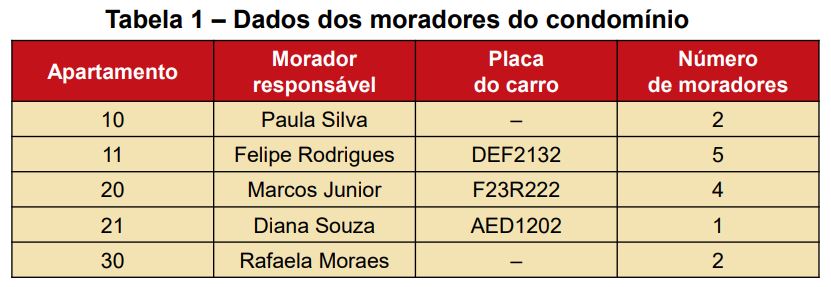 Tabela 1 – Dados dos moradores do condomínio
Apartamento Morador responsável Placa do carro Número de moradores
10 Paula Silva – 2
11 Felipe Rodrigues DEF2132 5
20 Marcos Junior F23R222 4
21 Diana Souza AED1202 1
30 Rafaela Moraes – 2